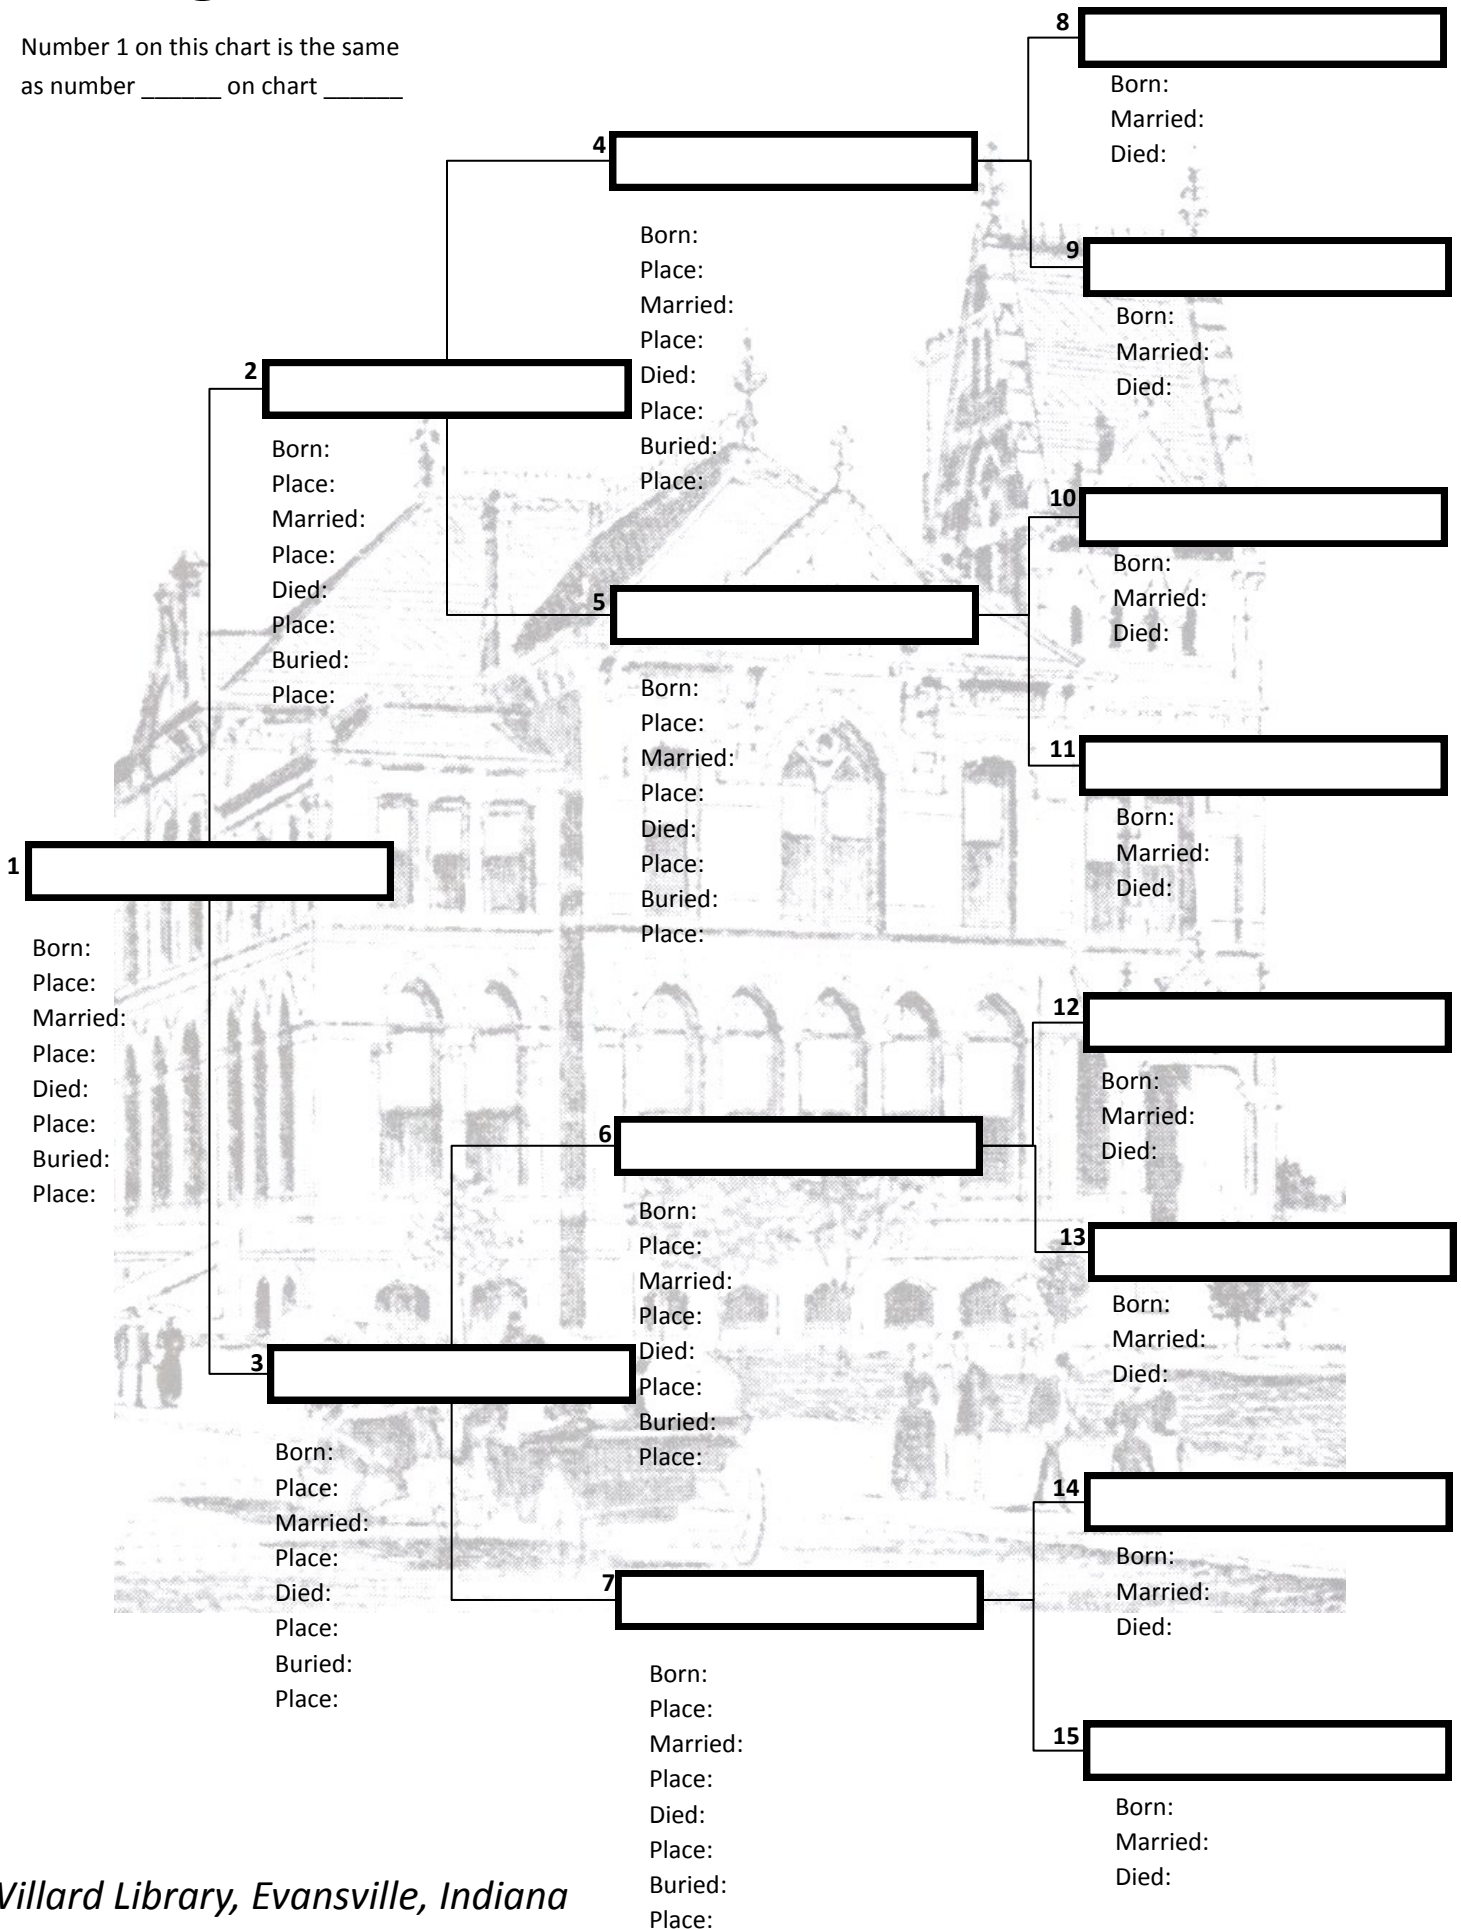 Number 1 on this chart is the same
as number ______ on chart ______
8
Born:
Married:
Died:
4
Born:
Place:
Married:
Place:
Died:
Place:
Buried:
Place:
9
Born:
Married:
Died:
2
Born:
Place:
Married:
Place:
Died:
Place:
Buried:
Place:
10
Born:
Married:
Died:
5
Born:
Place:
Married:
Place:
Died:
Place:
Buried:
Place:
11
Born:
Married:
Died:
1
Born:
Place:
Married:
Place:
Died:
Place:
Buried:
Place:
12
Born:
Married:
Died:
6
Born:
Place:
Married:
Place:
Died:
Place:
Buried:
Place:
13
Born:
Married:
Died:
3
Born:
Place:
Married:
Place:
Died:
Place:
Buried:
Place:
14
Born:
Married:
Died:
7
Born:
Place:
Married:
Place:
Died:
Place:
Buried:
Place:
15
Born:
Married:
Died:
Willard Library, Evansville, Indiana